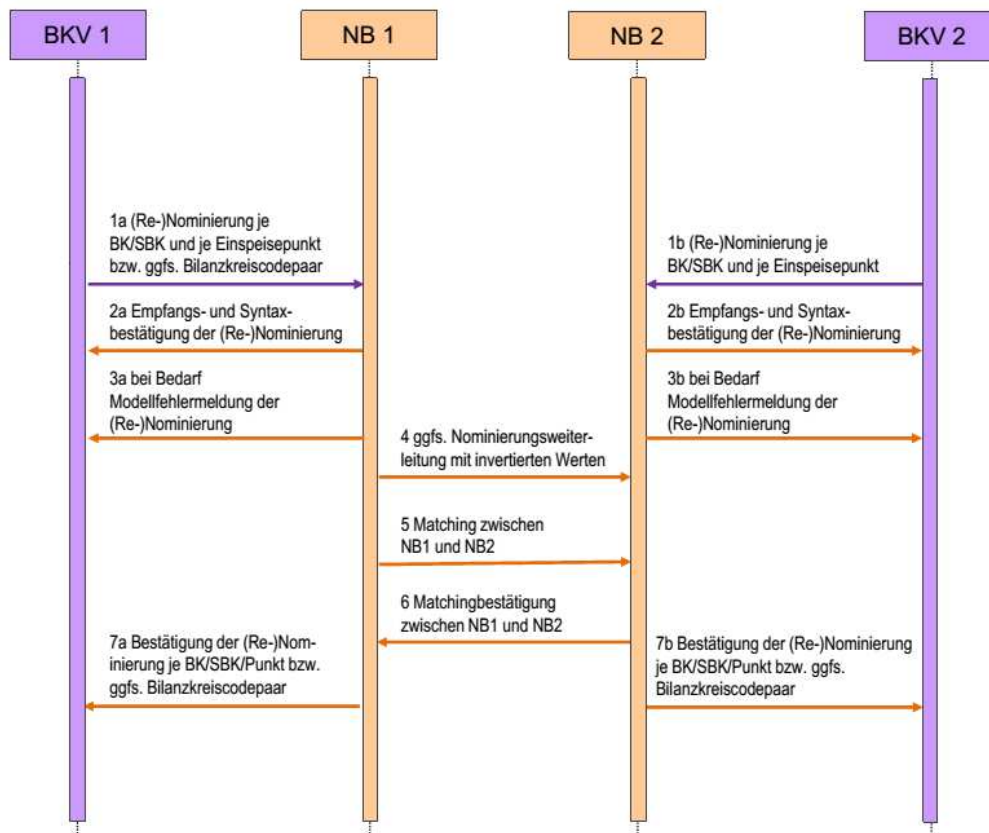 BKV 1
NB 1
NB 2
BKV 2
1a (Re-)Nominierung je
BK/SBK und je Einspeisepunkt
bzw. ggfs. Bilanzkreiscodepaar
1b (Re-)Nominierung je
BK/SBK und je Einspeisepunkt
2a Empfangs- und Syntax-
bestätigung der (Re-)Nominierung
2b Empfangs- und Syntax-
bestätigung der (Re-)Nominierung
3a bei Bedarf
Modellfehlermeldung der
(Re-)Nominierung
3b bei Bedarf
Modellfehlermeldung der
(Re-)Nominierung
4 ggfs. Nominierungsweiter-
leitung mit invertierten Werten
5 Matching zwischen
NB1 und NB2
6 Matchingbestätigung
zwischen NB1 und NB2
7a Bestätigung der (Re-)Nom-
inierung je BK/SBK/Punkt bzw.
ggfs. Bilanzkreiscodepaar
7b Bestätigung der (Re-)Nominierung
je BK/SBK/Punkt bzw. ggfs.
Bilanzkreiscodepaar